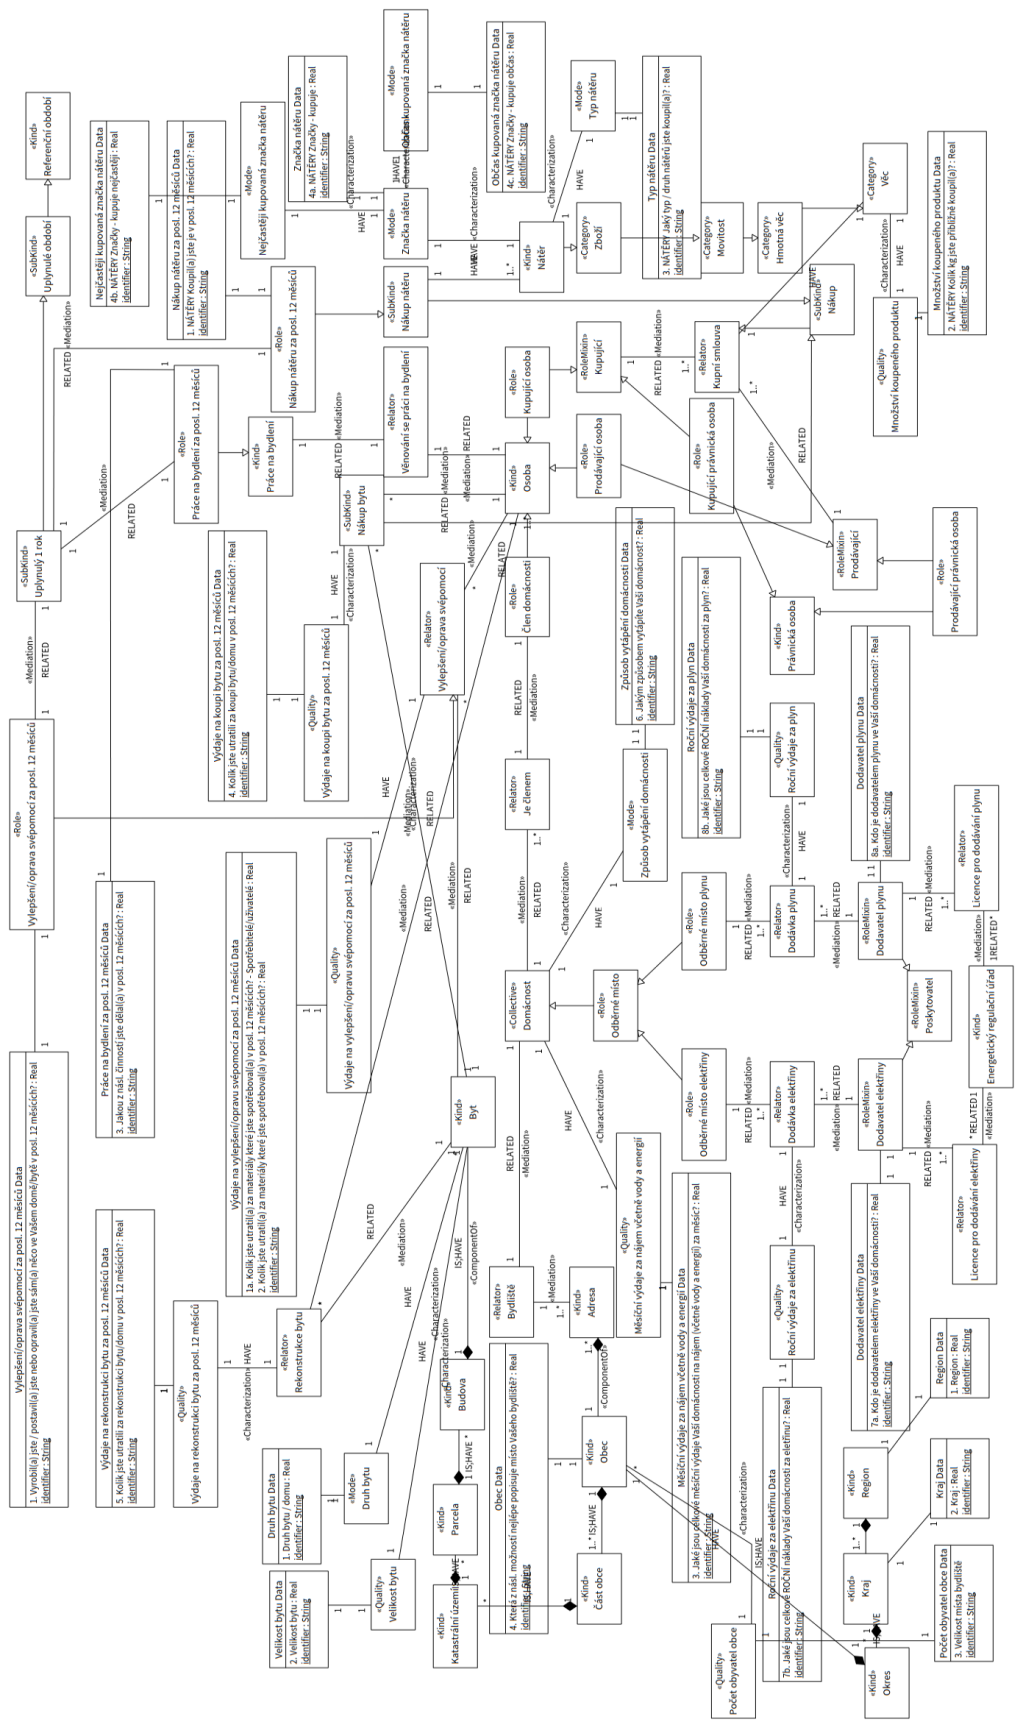 «Kind»
Referenční období
«SubKind»
Uplynulé období
«SubKind»
Uplynulý 1 rok
Nejčastěji kupovaná značka nátěru Data
4b. NÁTĚRY Značky - kupuje nejčastěji : Real
identifier : String
Nákup nátěru za posl. 12 měsíců Data
1. NÁTĚRY Koupil(a) jste je v posl. 12 měsících? : Real
identifier : String
«Mode»
Nejčastěji kupovaná značka nátěru
Značka nátěru Data
4a. NÁTĚRY Značky - kupuje : Real
identifier : String
«Mode»
Občas kupovaná značka nátěru
Občas kupovaná značka nátěru Data
4c. NÁTĚRY Značky - kupuje občas : Real
identifier : String
«Mode»
Typ nátěru
Typ nátěru Data
3. NÁTĚRY Jaký typ / druh nátěrů jste koupil(a)? : Real
identifier : String
«Mode»
Značka nátěru
«Kind»
Nátěr
«Category»
Zboží
«Category»
Movitost
«Category»
Hmotná věc
«Category»
Věc
Množství koupeného produktu Data
2. NÁTĚRY Kolik kg jste přibližně koupil(a)? : Real
identifier : String
«Quality»
Množství koupeného produktu
«SubKind»
Nákup
«SubKind»
Nákup nátěru
«Role»
Nákup nátěru za posl. 12 měsíců
«Role»
Práce na bydlení za posl. 12 měsíců
«Kind»
Práce na bydlení
«Relator»
Věnování se práci na bydlení
«Role»
Kupující osoba
«RoleMixin»
Kupující
«Relator»
Kupní smlouva
«SubKind»
Nákup bytu
«Kind»
Osoba
«Role»
Prodávající osoba
«Role»
Kupující právnická osoba
«RoleMixin»
Prodávající
«Role»
Prodávající právnická osoba
«Kind»
Právnická osoba
Výdaje na koupi bytu za posl. 12 měsíců Data
4. Kolik jste utratili za koupi bytu/domu v posl. 12 měsících? : Real
identifier : String
«Quality»
Výdaje na koupi bytu za posl. 12 měsíců
«Relator»
Vylepšení/oprava svépomocí
«Role»
Člen domácnosti
Způsob vytápění domácnosti Data
6. Jakým způsobem vytápíte Vaši domácnost? : Real
identifier : String
Roční výdaje za plyn Data
8b. Jaké jsou celkové ROČNÍ náklady Vaší domácnosti za plyn? : Real
identifier : String
«Quality»
Roční výdaje za plyn
Dodavatel plynu Data
8a. Kdo je dodavatelem plynu ve Vaší domácnosti? : Real
identifier : String
«Role»
Vylepšení/oprava svépomocí za posl. 12 měsíců
«Relator»
Je členem
«Mode»
Způsob vytápění domácnosti
Práce na bydlení za posl. 12 měsíců Data
3. Jakou z násl. činností jste dělal(a) v posl. 12 měsících? : Real
identifier : String
Výdaje na vylepšení/opravu svépomocí za posl. 12 měsíců Data
1a. Kolik jste utratil(a) za materiály které jste spotřeboval(a) v posl. 12 měsících? - Spotřebitelé/uživatelé : Real
2. Kolik jste utratil(a) za materiály které jste spotřeboval(a) v posl. 12 měsících? : Real
identifier : String
«Quality»
Výdaje na vylepšení/opravu svépomocí za posl. 12 měsíců
«Collective»
Domácnost
«Role»
Odběrné místo
«Role»
Odběrné místo plynu
«Relator»
Dodávka plynu
«RoleMixin»
Dodavatel plynu
«Relator»
Licence pro dodávání plynu
«RoleMixin»
Poskytovatel
«Kind»
Energetický regulační úřad
Vylepšení/oprava svépomocí za posl. 12 měsíců Data
1. Vyrobil(a) jste / postavil(a) jste nebo opravil(a) jste sám(a) něco ve Vašem domě/bytě v posl. 12 měsících? : Real
identifier : String
Výdaje na rekonstrukci bytu za posl. 12 měsíců Data
5. Kolik jste utratili za rekonstrukci bytu/domu v posl. 12 měsících? : Real
identifier : String
«Quality»
Výdaje na rekonstrukci bytu za posl. 12 měsíců
«Relator»
Rekonstrukce bytu
«Kind»
Byt
«Role»
Odběrné místo elektřiny
«Relator»
Dodávka elektřiny
«RoleMixin»
Dodavatel elektřiny
«Relator»
Licence pro dodávání elektřiny
«Relator»
Bydliště
«Kind»
Adresa
«Quality»
Měsíční výdaje za nájem včetně vody a energií
Měsíční výdaje za nájem včetně vody a energií Data
3. Jaké jsou celkové měsíční výdaje Vaší domácnosti na nájem (včetně vody a energií) za měsíc? : Real
identifier : String
«Quality»
Roční výdaje za elektřinu
Roční výdaje za elektřinu Data
7b. Jaké jsou celkové ROČNÍ náklady Vaší domácnosti za eletřinu? : Real
identifier : String
Dodavatel elektřiny Data
7a. Kdo je dodavatelem elektřiny ve Vaší domácnosti? : Real
identifier : String
Druh bytu Data
1. Druh bytu / domu : Real
identifier : String
«Mode»
Druh bytu
«Kind»
Budova
«Kind»
Parcela
Velikost bytu Data
2. Velikost bytu : Real
identifier : String
«Quality»
Velikost bytu
«Kind»
Katastrální území
Obec Data
4. Která z násl. možností nejlépe popisuje místo Vašeho bydliště? : Real
identifier : String
«Kind»
Obec
«Kind»
Část obce
«Quality»
Počet obyvatel obce
Počet obyvatel obce Data
3. Velikost místa bydliště : Real
identifier : String
«Kind»
Region
Region Data
1. Region : Real
identifier : String
«Kind»
Kraj
Kraj Data
2. Kraj : Real
identifier : String
«Kind»
Okres